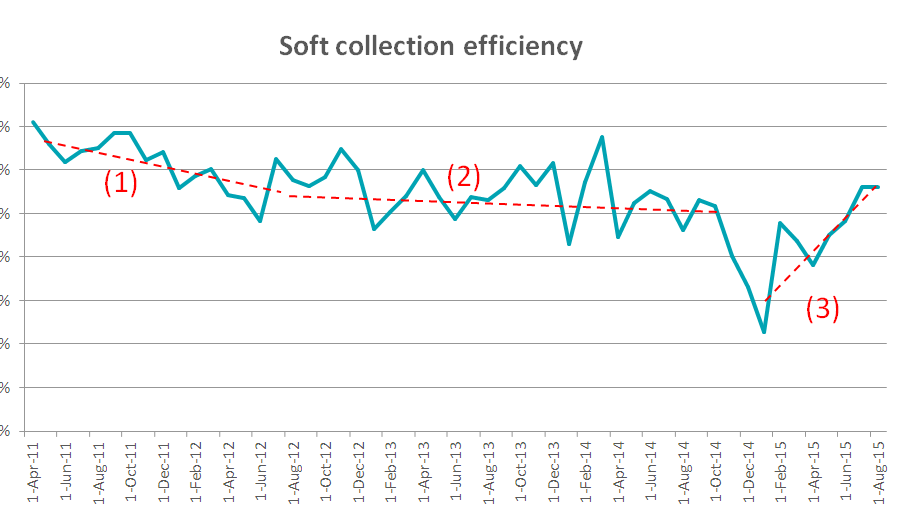 Soft collection efficiency
%
%
%
%
%
%
%
%
%
(1)
(2)
(3)
1-Apr-11
1-Jun-11
1-Aug-11
1-Oct-11
1-Dec-11
1-Feb-12
1-Apr-12
1-Jun-12
1-Aug-12
1-Oct-12
1-Dec-12
1-Feb-13
1-Apr-13
1-Jun-13
1-Aug-13
1-Oct-13
1-Dec-13
1-Feb-14
1-Apr-14
1-Jun-14
1-Aug-14
1-Oct-14
1-Dec-14
1-Feb-15
1-Apr-15
1-Jun-15
1-Aug-15